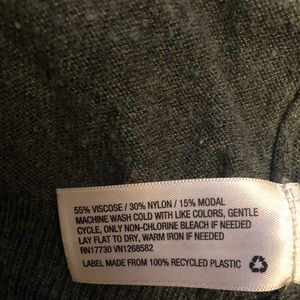 55% VISCOSE / 30% NYLON / 15% MODAL
MACHINE WASH COLD WITH LIKE COLORS, GENTLE
CYCLE, ONLY NON-CHLORINE BLEACH IF NEEDED
LAY FLAT TO DRY, WARM IRON IF NEEDED
RN17730 VN1268582
LABEL MADE FROM 100% RECYCLED PLASTIC